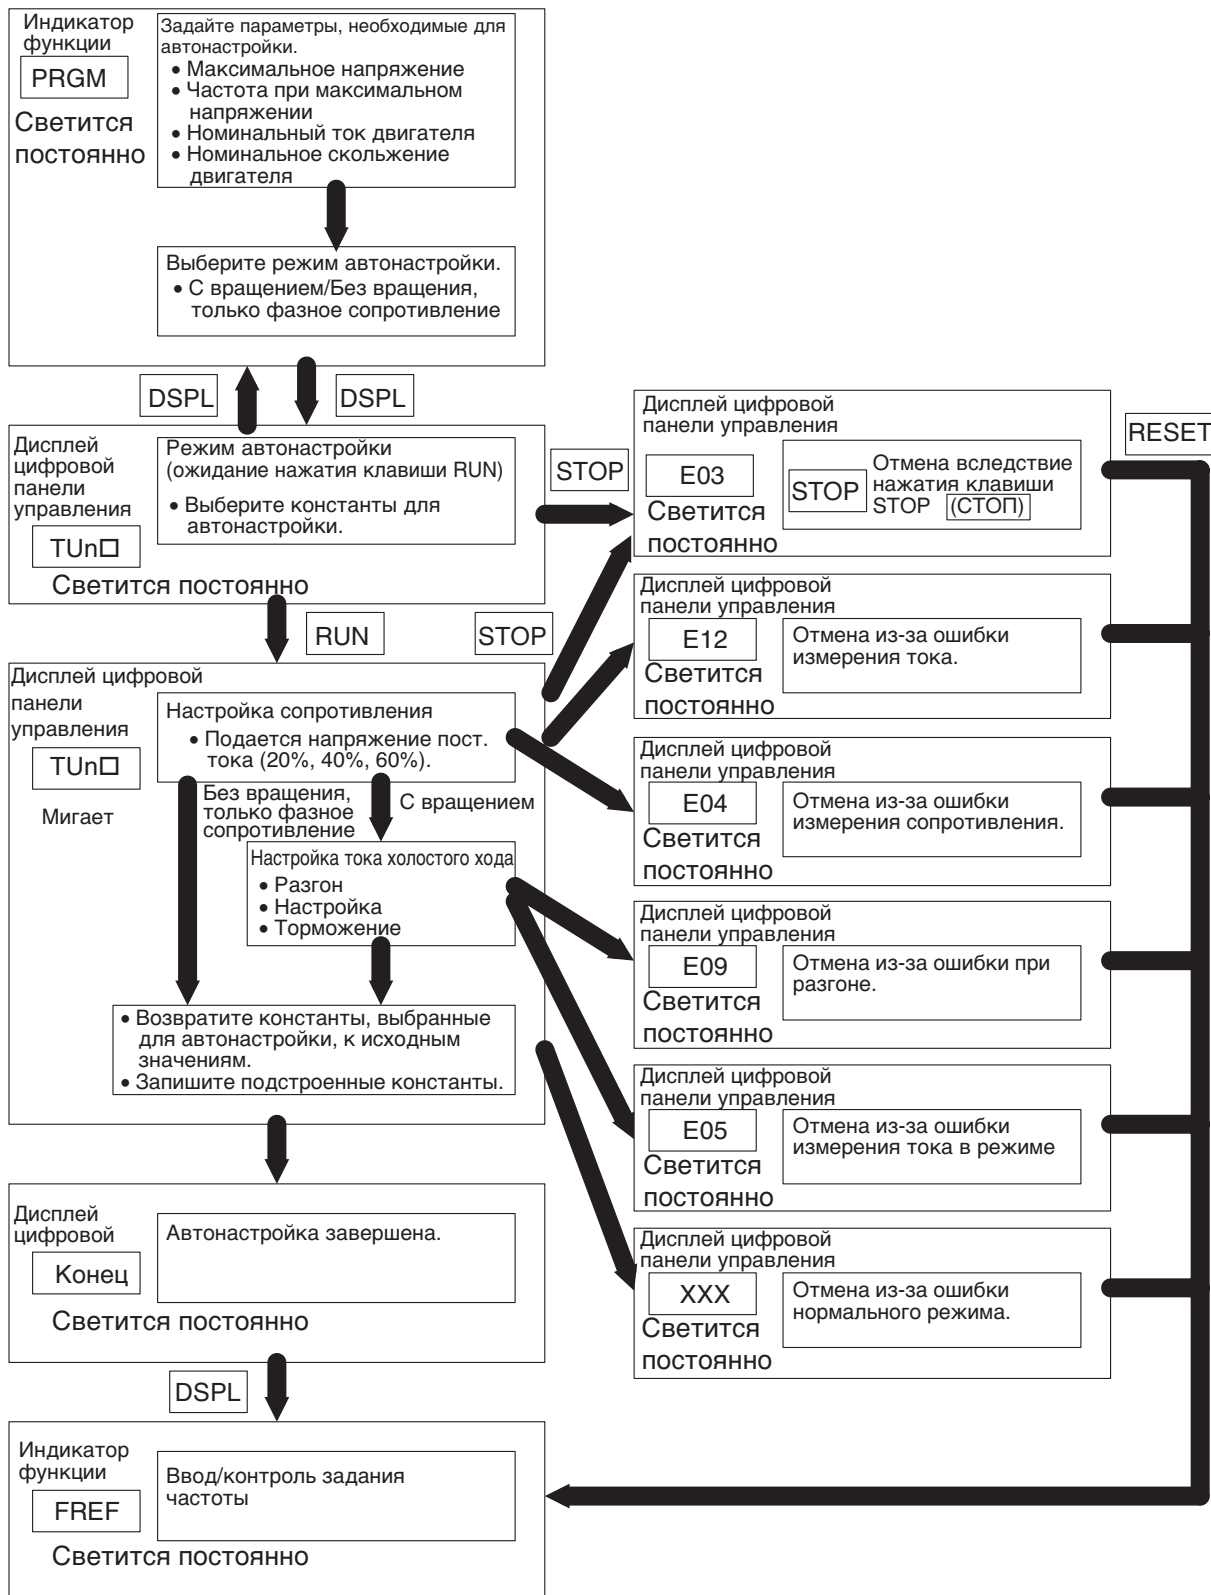 Индикатор
функции
PRGM
Светится
постоянно
Задайте параметры, необходимые для
автонастройки.
• Максимальное напряжение
• Частота при максимальном
напряжении
• Номинальный ток двигателя
• Номинальное скольжение
двигателя
Выберите режим автонастройки.
• С вращением/Без вращения,
только фазное сопротивление
DSPL
DSPL
Дисплей
цифровой
панели
управления
TUn□
Светится постоянно
Режим автонастройки
(ожидание нажатия клавиши RUN)
• Выберите константы для
автонастройки.
STOP
RUN
STOP
Дисплей цифровой
панели
управления
TUn□
Мигает
Настройка сопротивления
• Подается напряжение пост.
тока (20%, 40%, 60%).
Без вращения,
только фазное
сопротивление
С вращением
Настройка тока холостого хода
• Разгон
• Настройка
• Торможение
• Возвратите константы, выбранные
для автонастройки, к исходным
значениям.
• Запишите подстроенные константы.
Дисплей
цифровой
Конец
Светится постоянно
Автонастройка завершена.
DSPL
Индикатор
функции
FREF
Светится постоянно
Ввод/контроль задания
частоты
Дисплей цифровой
панели управления
E03
Светится
постоянно
STOP
Отмена вследствие
нажатия клавиши
STOP (СТОП)
RESET
Дисплей цифровой
панели управления
E12
Светится
постоянно
Отмена из-за ошибки
измерения тока.
Дисплей цифровой
панели управления
E04
Светится
постоянно
Отмена из-за ошибки
измерения сопротивления.
Дисплей цифровой
панели управления
E09
Светится
постоянно
Отмена из-за ошибки при
разгоне.
Дисплей цифровой
панели управления
E05
Светится
постоянно
Отмена из-за ошибки
измерения тока в режиме
Дисплей цифровой
панели управления
XXX
Светится
постоянно
Отмена из-за ошибки
нормального режима.